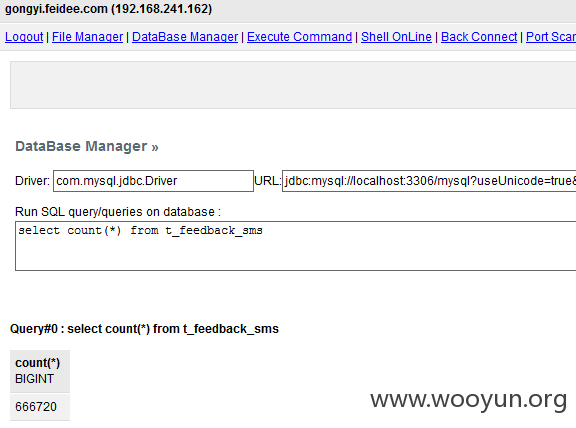 gongyi.feidee.com (192.168.241.162)
Logout | File Manager | DataBase Manager | Execute Command | Shell OnLine | Back Connect | Port Scan
DataBase Manager »
Driver: com.mysql.jdbc.Driver URL: jdbc:mysql://localhost:3306/mysql?useUnicode=true&
Run SQL query/queries on database :
select count(*) from t_feedback_sms
Query#0 : select count(*) from t_feedback_sms
count(*)
BIGINT
666720
www.wooyun.org